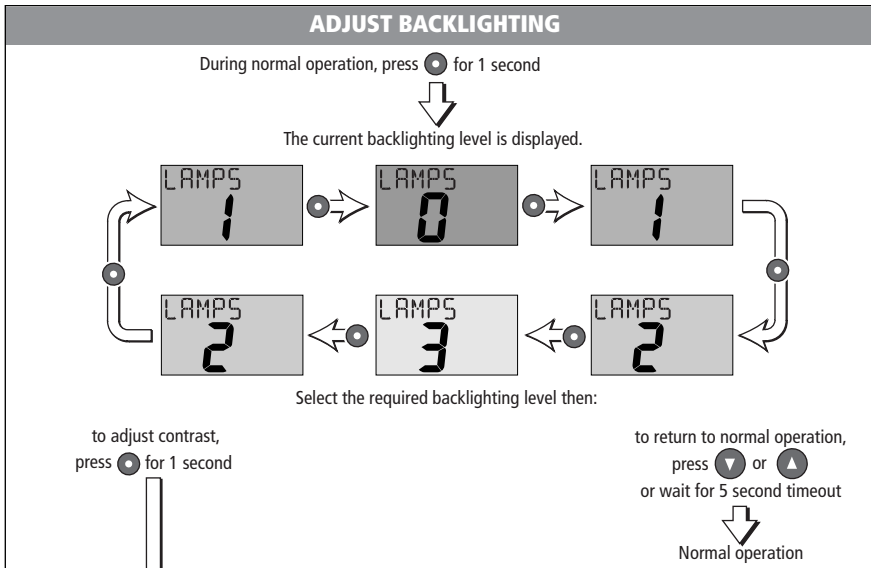 ADJUST BACKLIGHTING
During normal operation, press for 1 second
The current backlighting level is displayed.
LAMPS
1
LAMPS
0
LAMPS
1
LAMPS
2
LAMPS
3
LAMPS
2
Select the required backlighting level then:
to adjust contrast,
press for 1 second
to return to normal operation,
press or
or wait for 5 second timeout
Normal operation